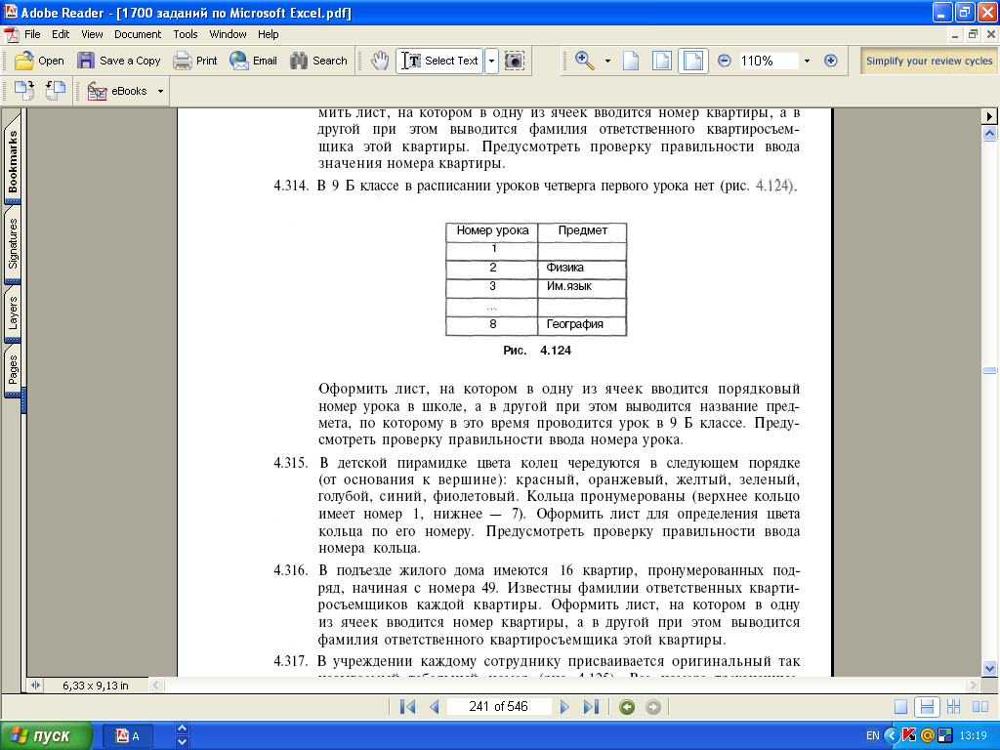 Adobe Reader - [1700 заданий по Microsoft Excel.pdf]
File Edit View Document Tools Window Help
Open Save a Copy Print Email Search Select Text 110% Simplify your review cycles
eBooks
Bookmarks
Signatures
Layers
Pages
мить лист, на котором в одну из ячеек вводится номер квартиры, а в
другой при этом выводится фамилия ответственного квартиросъем-
щика этой квартиры. Предусмотреть проверку правильности ввода
значения номера квартиры.
4.314. В 9 Б классе в расписании уроков четверга первого урока нет (рис. 4.124).
Номер урока Предмет
1
2 Физика
3 Им.язык
...
8 География
Рис. 4.124
Оформить лист, на котором в одну из ячеек вводится порядковый
номер урока в школе, а в другой при этом выводится название пред-
мета, по которому в это время проводится урок в 9 Б классе. Преду-
смотреть проверку правильности ввода номера урока.
4.315. В детской пирамидке цвета колец чередуются в следующем порядке
(от основания к вершине): красный, оранжевый, желтый, зеленый,
голубой, синий, фиолетовый. Кольца пронумерованы (верхнее кольцо
имеет номер 1, нижнее — 7). Оформить лист для определения цвета
кольца по его номеру. Предусмотреть проверку правильности ввода
номера кольца.
4.316. В подъезде жилого дома имеются 16 квартир, пронумерованных под-
ряд, начиная с номера 49. Известны фамилии ответственных кварти-
росъемщиков каждой квартиры. Оформить лист, на котором в одну
из ячеек вводится номер квартиры, а в другой при этом выводится
фамилия ответственного квартиросъемщика этой квартиры.
4.317. В учреждении каждому сотруднику присваивается оригинальный так
6,33 x 9,13 in
241 of 546
пуск A EN 13:19